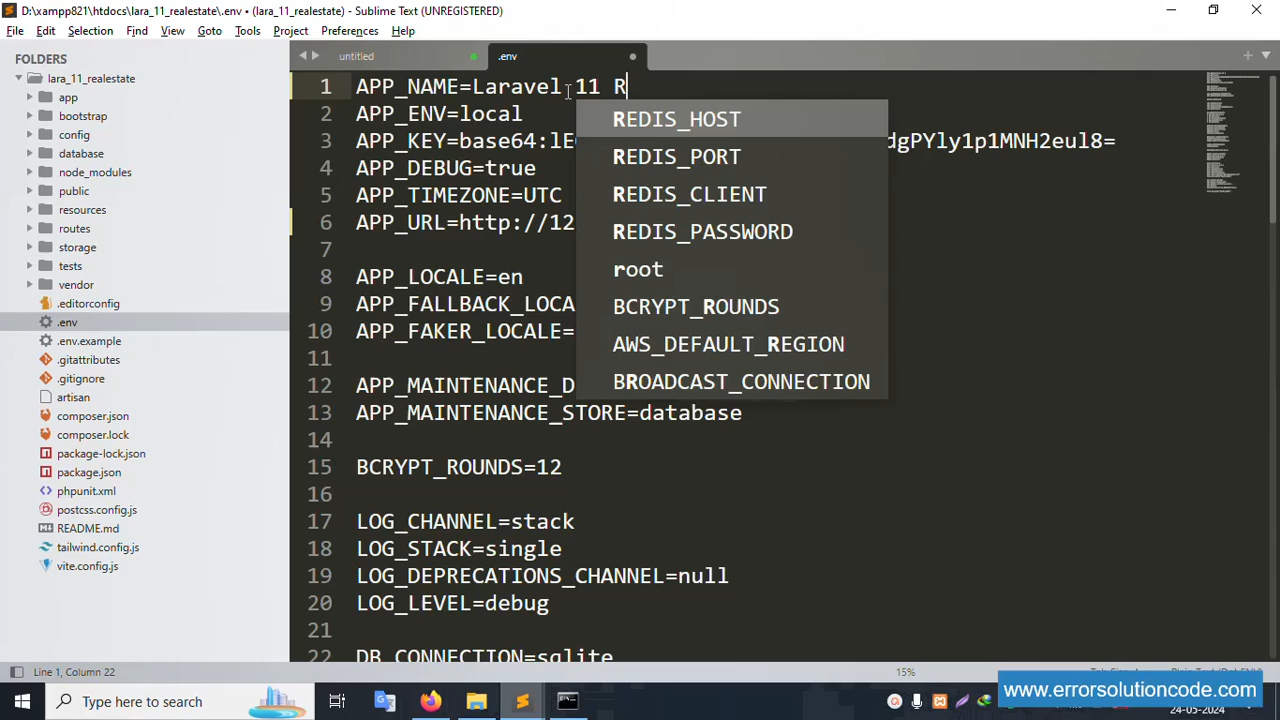 D:\xampp821\htdocs\lara_11_realestate\.env • (lara_11_realestate) - Sublime Text (UNREGISTERED)
File Edit Selection Find View Goto Tools Project Preferences Help
FOLDERS
lara_11_realestate
app
bootstrap
config
database
node_modules
public
resources
routes
storage
tests
vendor
.editorconfig
.env
.env.example
.gitattributes
.gitignore
artisan
composer.json
composer.lock
package-lock.json
package.json
phpunit.xml
postcss.config.js
README.md
tailwind.config.js
vite.config.js
untitled .env
1 APP_NAME=Laravel 11 R
2 APP_ENV=local
3 APP_KEY=base64:lE dgPYly1p1MNH2eul8=
4 APP_DEBUG=true
5 APP_TIMEZONE=UTC
6 APP_URL=http://12
7
8 APP_LOCALE=en
9 APP_FALLBACK_LOCA
10 APP_FAKER_LOCALE=
11
12 APP_MAINTENANCE_D
13 APP_MAINTENANCE_STORE=database
14
15 BCRYPT_ROUNDS=12
16
17 LOG_CHANNEL=stack
18 LOG_STACK=single
19 LOG_DEPRECATIONS_CHANNEL=null
20 LOG_LEVEL=debug
21
22 DB_CONNECTION=sqlite
REDIS_HOST
REDIS_PORT
REDIS_CLIENT
REDIS_PASSWORD
root
BCRYPT_ROUNDS
AWS_DEFAULT_REGION
BROADCAST_CONNECTION
Line 1, Column 22
15%
www.errorsolutioncode.com
Type here to search
24-05-2024